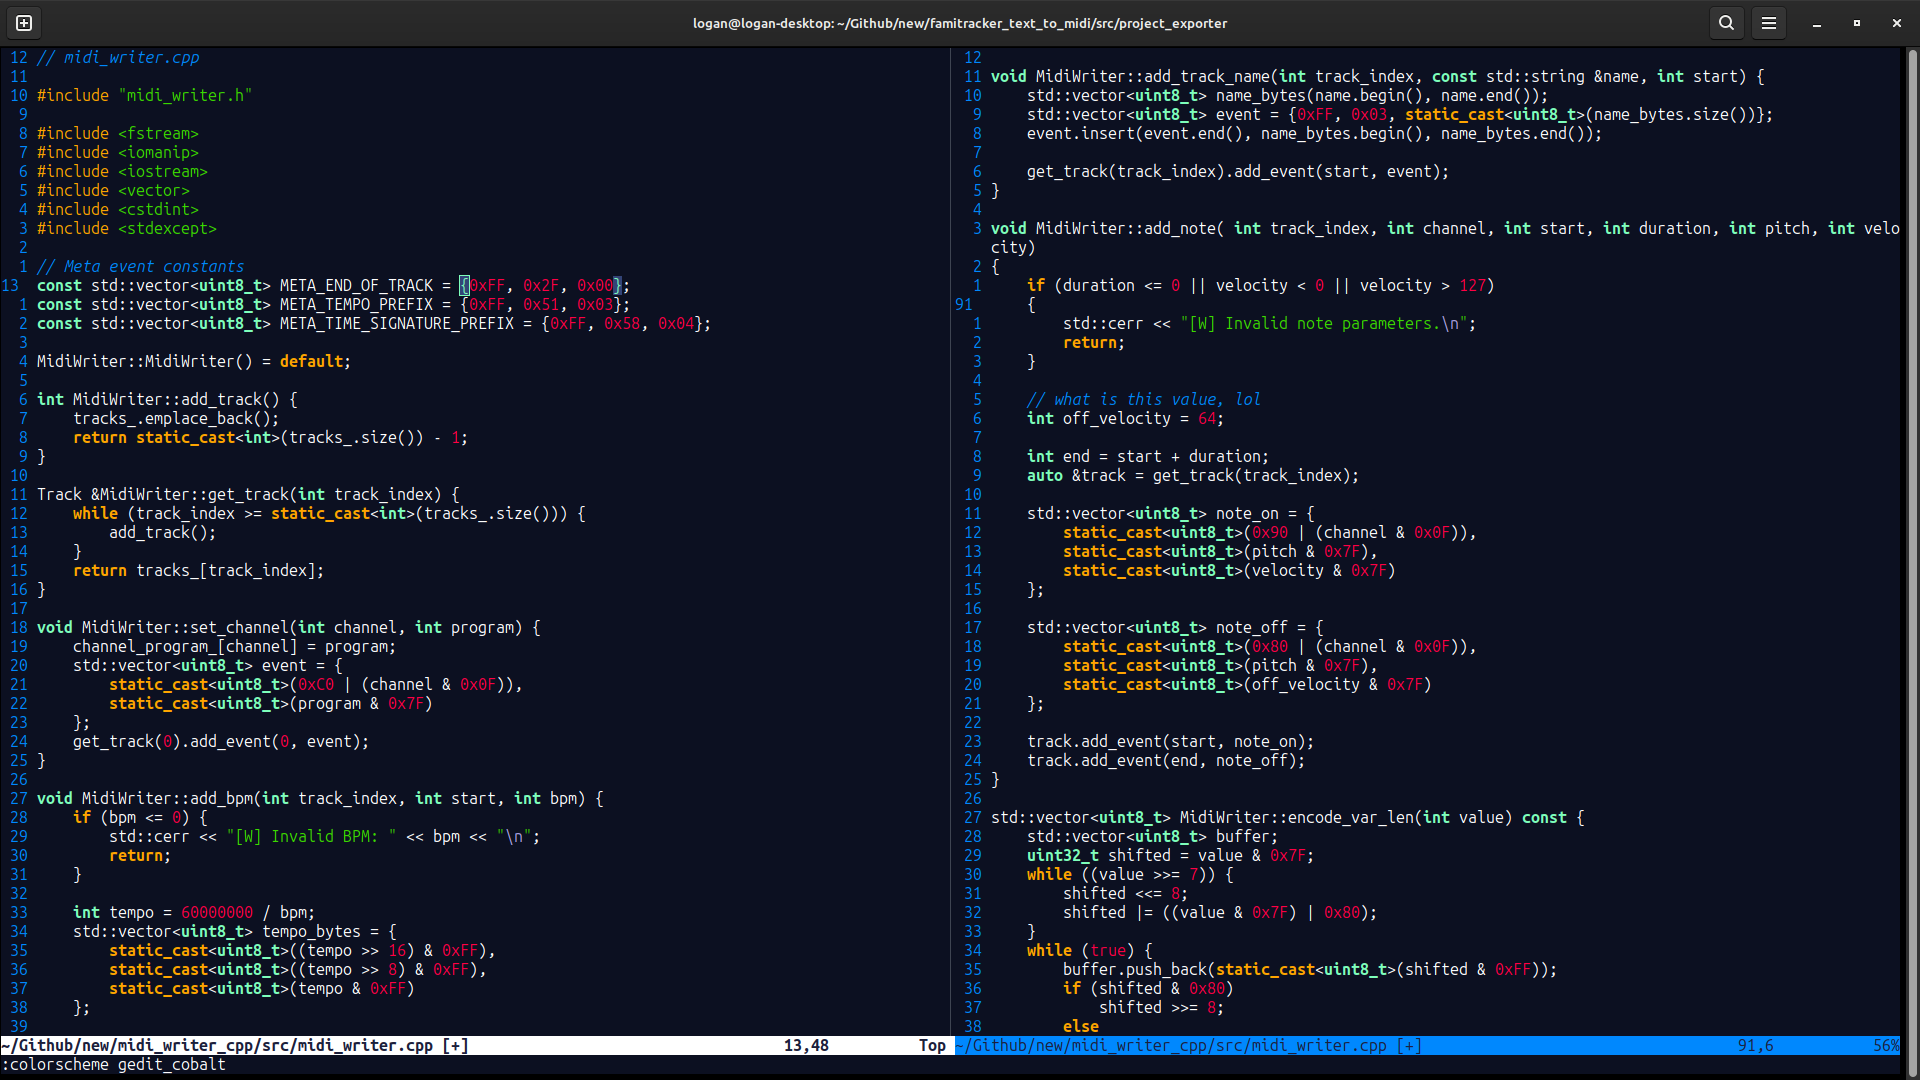 logan@logan-desktop: ~/Github/new/famitracker_text_to_midi/src/project_exporter
12 // midi_writer.cpp
11
10 #include "midi_writer.h"
9
8 #include <fstream>
7 #include <iomanip>
6 #include <iostream>
5 #include <vector>
4 #include <cstdint>
3 #include <stdexcept>
2
1 // Meta event constants
13 const std::vector<uint8_t> META_END_OF_TRACK = {0xFF, 0x2F, 0x00};
1 const std::vector<uint8_t> META_TEMPO_PREFIX = {0xFF, 0x51, 0x03};
2 const std::vector<uint8_t> META_TIME_SIGNATURE_PREFIX = {0xFF, 0x58, 0x04};
3
4 MidiWriter::MidiWriter() = default;
5
6 int MidiWriter::add_track() {
7     tracks_.emplace_back();
8     return static_cast<int>(tracks_.size()) - 1;
9 }
10
11 Track &MidiWriter::get_track(int track_index) {
12     while (track_index >= static_cast<int>(tracks_.size())) {
13         add_track();
14     }
15     return tracks_[track_index];
16 }
17
18 void MidiWriter::set_channel(int channel, int program) {
19     channel_program_[channel] = program;
20     std::vector<uint8_t> event = {
21         static_cast<uint8_t>(0xC0 | (channel & 0x0F)),
22         static_cast<uint8_t>(program & 0x7F)
23     };
24     get_track(0).add_event(0, event);
25 }
26
27 void MidiWriter::add_bpm(int track_index, int start, int bpm) {
28     if (bpm <= 0) {
29         std::cerr << "[W] Invalid BPM: " << bpm << "\n";
30         return;
31     }
32
33     int tempo = 60000000 / bpm;
34     std::vector<uint8_t> tempo_bytes = {
35         static_cast<uint8_t>((tempo >> 16) & 0xFF),
36         static_cast<uint8_t>((tempo >> 8) & 0xFF),
37         static_cast<uint8_t>(tempo & 0xFF)
38     };
39
~/Github/new/midi_writer_cpp/src/midi_writer.cpp [+] 13,48 Top
:colorscheme gedit_cobalt
12
11 void MidiWriter::add_track_name(int track_index, const std::string &name, int start) {
10     std::vector<uint8_t> name_bytes(name.begin(), name.end());
9     std::vector<uint8_t> event = {0xFF, 0x03, static_cast<uint8_t>(name_bytes.size())};
8     event.insert(event.end(), name_bytes.begin(), name_bytes.end());
7
6     get_track(track_index).add_event(start, event);
5 }
4
3 void MidiWriter::add_note( int track_index, int channel, int start, int duration, int pitch, int velo
city)
2 {
1     if (duration <= 0 || velocity < 0 || velocity > 127)
91     {
1         std::cerr << "[W] Invalid note parameters.\n";
2         return;
3     }
4
5     // what is this value, lol
6     int off_velocity = 64;
7
8     int end = start + duration;
9     auto &track = get_track(track_index);
10
11     std::vector<uint8_t> note_on = {
12         static_cast<uint8_t>(0x90 | (channel & 0x0F)),
13         static_cast<uint8_t>(pitch & 0x7F),
14         static_cast<uint8_t>(velocity & 0x7F)
15     };
16
17     std::vector<uint8_t> note_off = {
18         static_cast<uint8_t>(0x80 | (channel & 0x0F)),
19         static_cast<uint8_t>(pitch & 0x7F),
20         static_cast<uint8_t>(off_velocity & 0x7F)
21     };
22
23     track.add_event(start, note_on);
24     track.add_event(end, note_off);
25 }
26
27 std::vector<uint8_t> MidiWriter::encode_var_len(int value) const {
28     std::vector<uint8_t> buffer;
29     uint32_t shifted = value & 0x7F;
30     while ((value >>= 7)) {
31         shifted <<= 8;
32         shifted |= ((value & 0x7F) | 0x80);
33     }
34     while (true) {
35         buffer.push_back(static_cast<uint8_t>(shifted & 0xFF));
36         if (shifted & 0x80)
37             shifted >>= 8;
38         else
~/Github/new/midi_writer_cpp/src/midi_writer.cpp [+] 91,6 56%